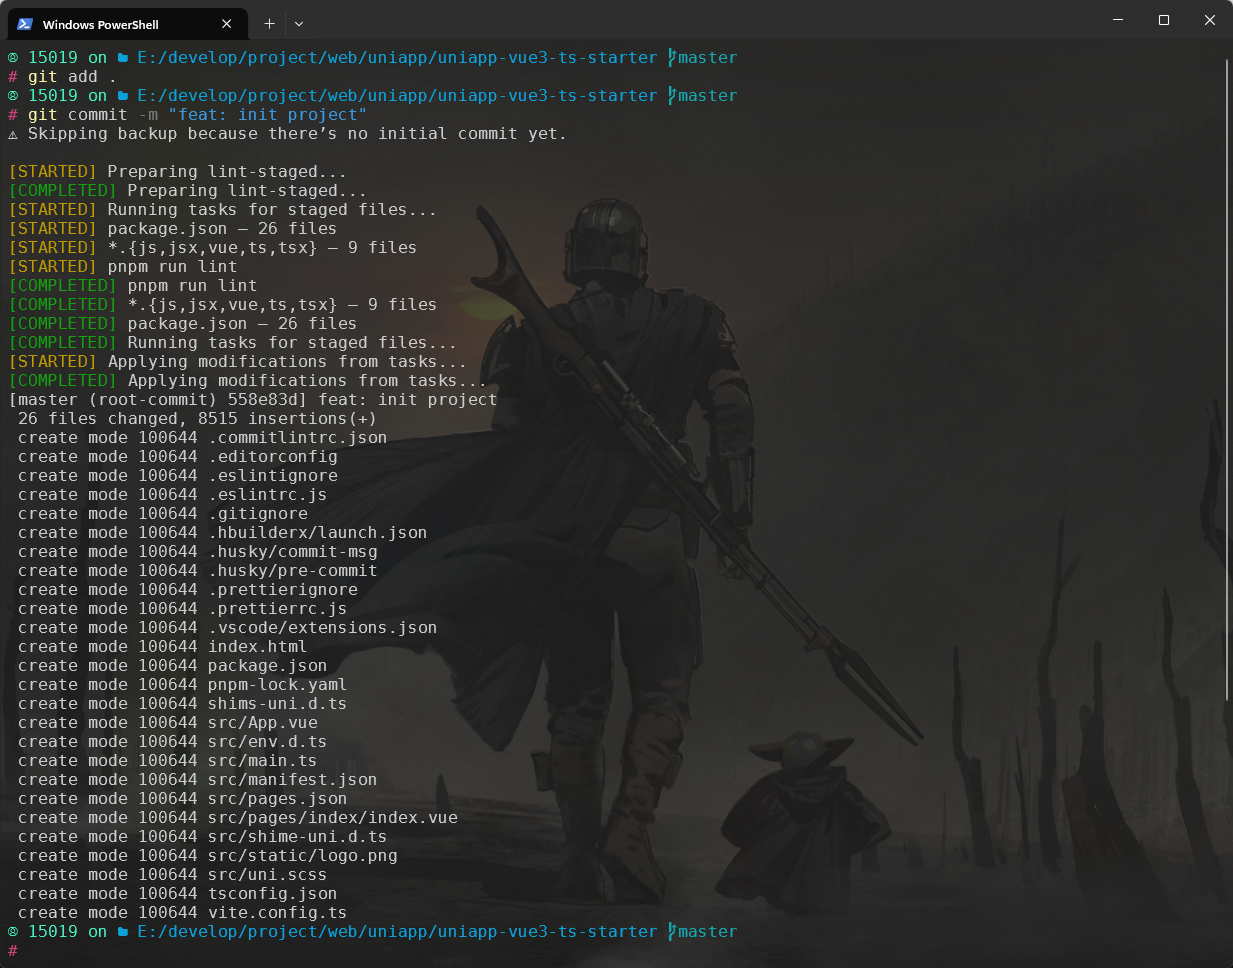 Windows PowerShell
15019 on E:/develop/project/web/uniapp/uniapp-vue3-ts-starter master
# git add .
15019 on E:/develop/project/web/uniapp/uniapp-vue3-ts-starter master
# git commit -m "feat: init project"
⚠ Skipping backup because there’s no initial commit yet.
[STARTED] Preparing lint-staged...
[COMPLETED] Preparing lint-staged...
[STARTED] Running tasks for staged files...
[STARTED] package.json — 26 files
[STARTED] *.{js,jsx,vue,ts,tsx} — 9 files
[STARTED] pnpm run lint
[COMPLETED] pnpm run lint
[COMPLETED] *.{js,jsx,vue,ts,tsx} — 9 files
[COMPLETED] package.json — 26 files
[COMPLETED] Running tasks for staged files...
[STARTED] Applying modifications from tasks...
[COMPLETED] Applying modifications from tasks...
[master (root-commit) 558e83d] feat: init project
26 files changed, 8515 insertions(+)
create mode 100644 .commitlintrc.json
create mode 100644 .editorconfig
create mode 100644 .eslintignore
create mode 100644 .eslintrc.js
create mode 100644 .gitignore
create mode 100644 .hbuilderx/launch.json
create mode 100644 .husky/commit-msg
create mode 100644 .husky/pre-commit
create mode 100644 .prettierignore
create mode 100644 .prettierrc.js
create mode 100644 .vscode/extensions.json
create mode 100644 index.html
create mode 100644 package.json
create mode 100644 pnpm-lock.yaml
create mode 100644 shims-uni.d.ts
create mode 100644 src/App.vue
create mode 100644 src/env.d.ts
create mode 100644 src/main.ts
create mode 100644 src/manifest.json
create mode 100644 src/pages.json
create mode 100644 src/pages/index/index.vue
create mode 100644 src/shime-uni.d.ts
create mode 100644 src/static/logo.png
create mode 100644 src/uni.scss
create mode 100644 tsconfig.json
create mode 100644 vite.config.ts
15019 on E:/develop/project/web/uniapp/uniapp-vue3-ts-starter master
#